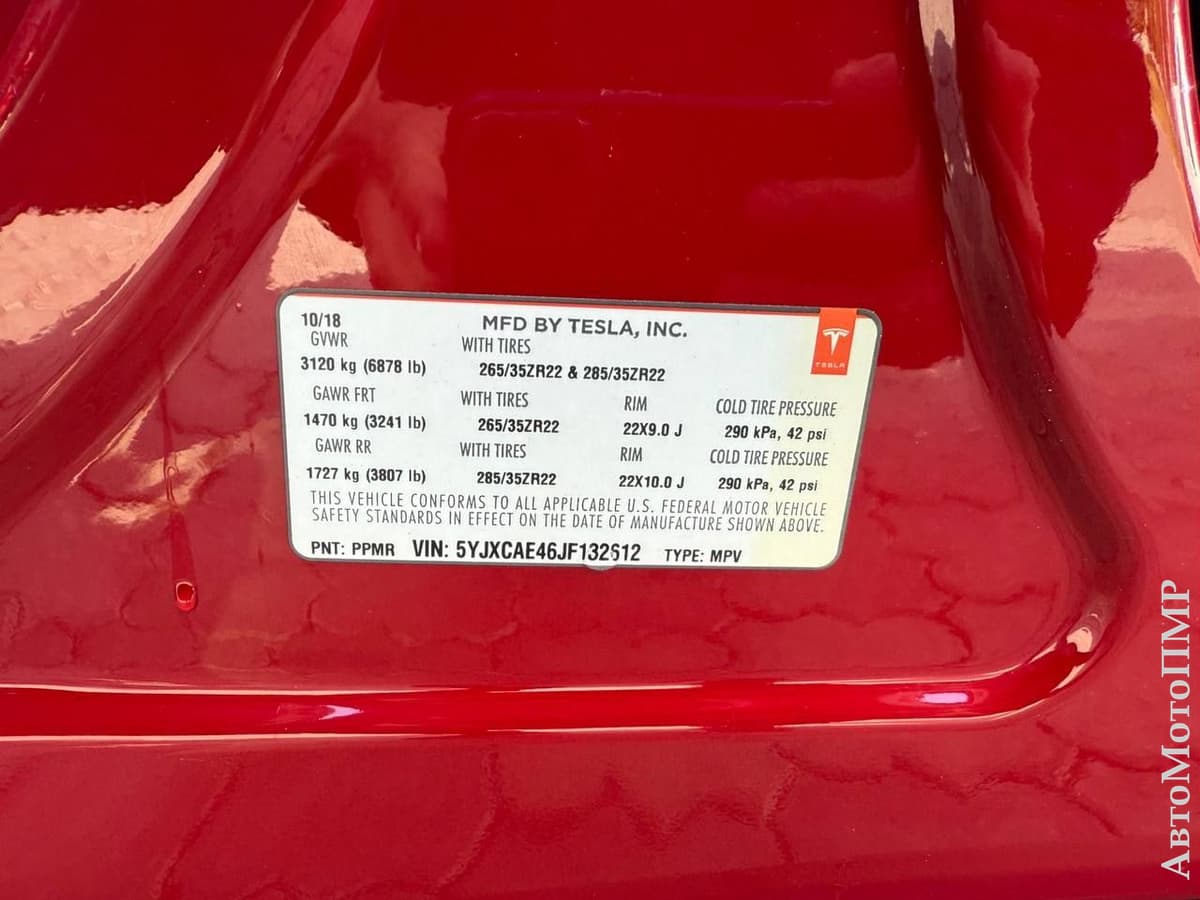 10/18 MFD BY TESLA, INC.
GVWR WITH TIRES
3120 kg (6878 lb) 265/35ZR22 & 285/35ZR22
TESLA
GAWR FRT WITH TIRES RIM COLD TIRE PRESSURE
1470 kg (3241 lb) 265/35ZR22 22X9.0 J 290 kPa, 42 psi
GAWR RR WITH TIRES RIM COLD TIRE PRESSURE
1727 kg (3807 lb) 285/35ZR22 22X10.0 J 290 kPa, 42 psi
THIS VEHICLE CONFORMS TO ALL APPLICABLE U.S. FEDERAL MOTOR VEHICLE
SAFETY STANDARDS IN EFFECT ON THE DATE OF MANUFACTURE SHOWN ABOVE.
PNT: PPMR VIN: 5YJXCAE46JF132612 TYPE: MPV
АвтоМотоПМР